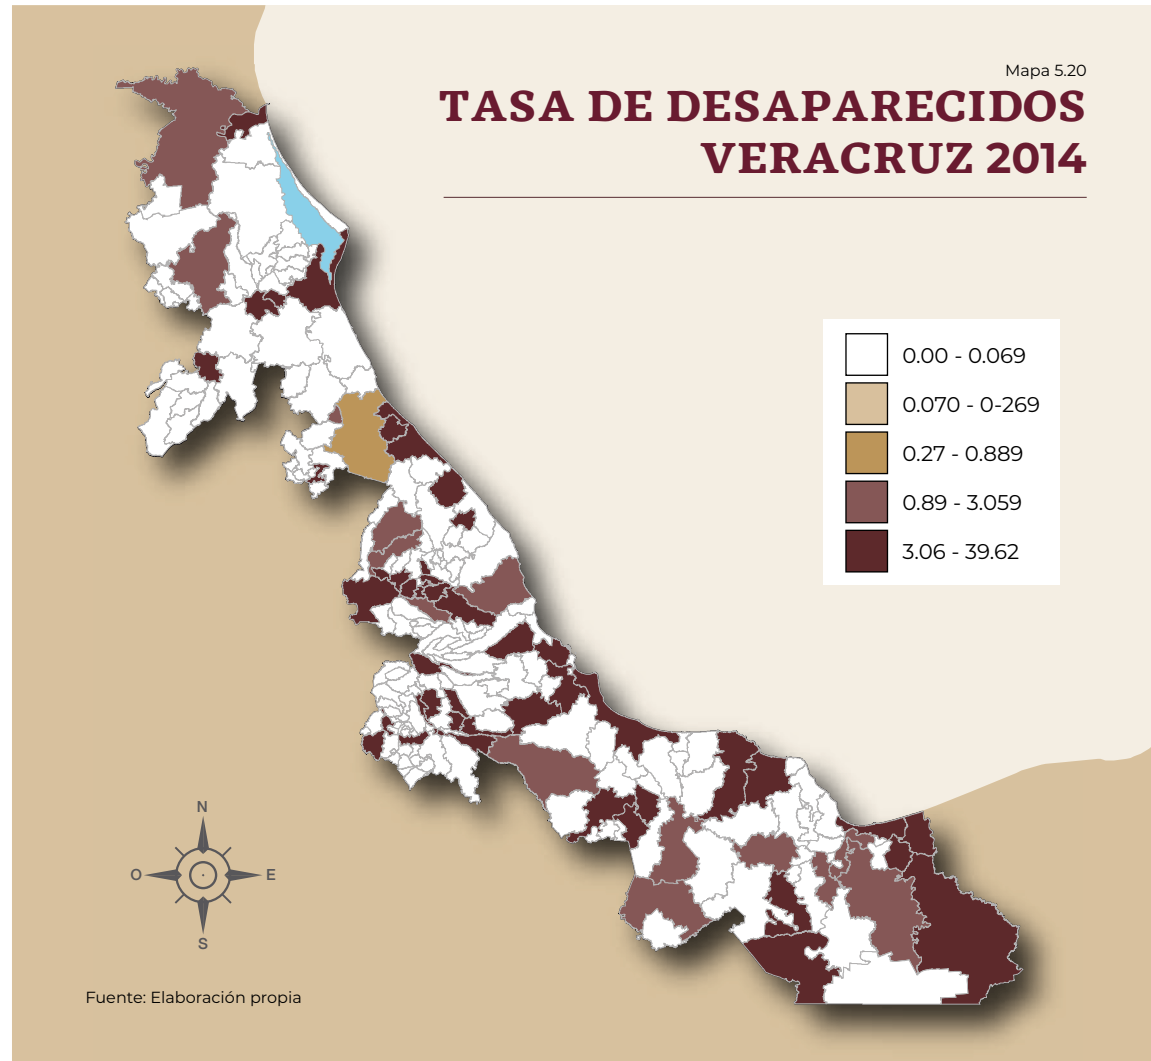 Mapa 5.20
TASA DE DESAPARECIDOS
VERACRUZ 2014
0.00 - 0.069
0.070 - 0-269
0.27 - 0.889
0.89 - 3.059
3.06 - 39.62
N
O
E
S
Fuente: Elaboración propia